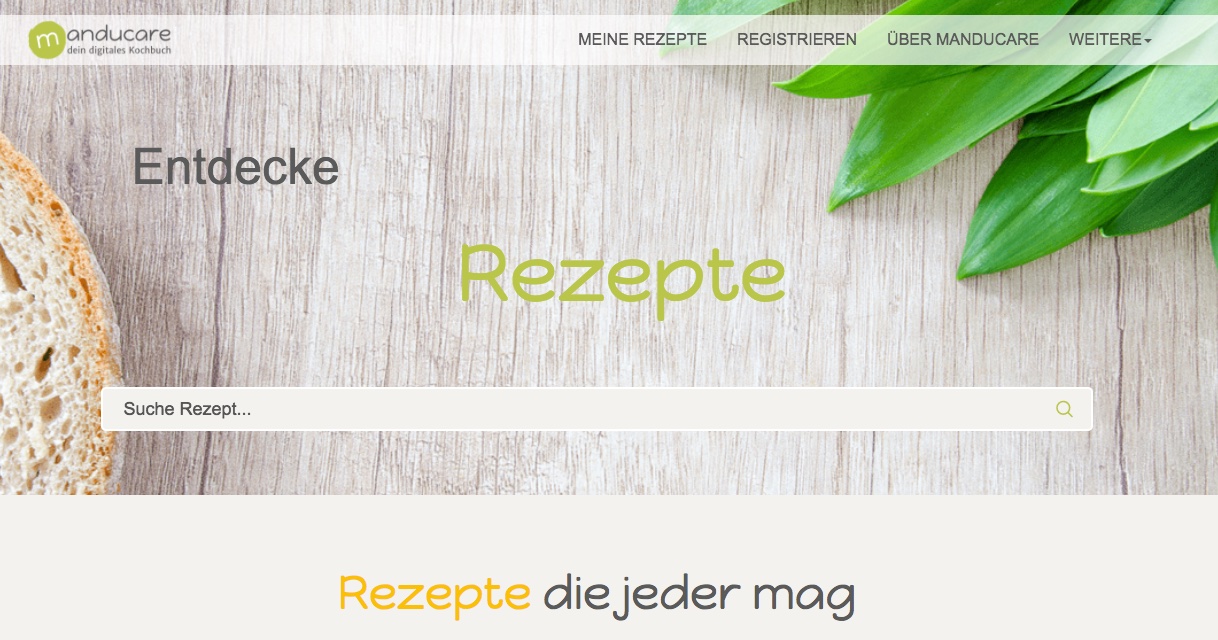 manducare
dein digitales Kochbuch
MEINE REZEPTE REGISTRIEREN ÜBER MANDUCARE WEITERE
Entdecke
Rezepte
Suche Rezept...
Rezepte die jeder mag